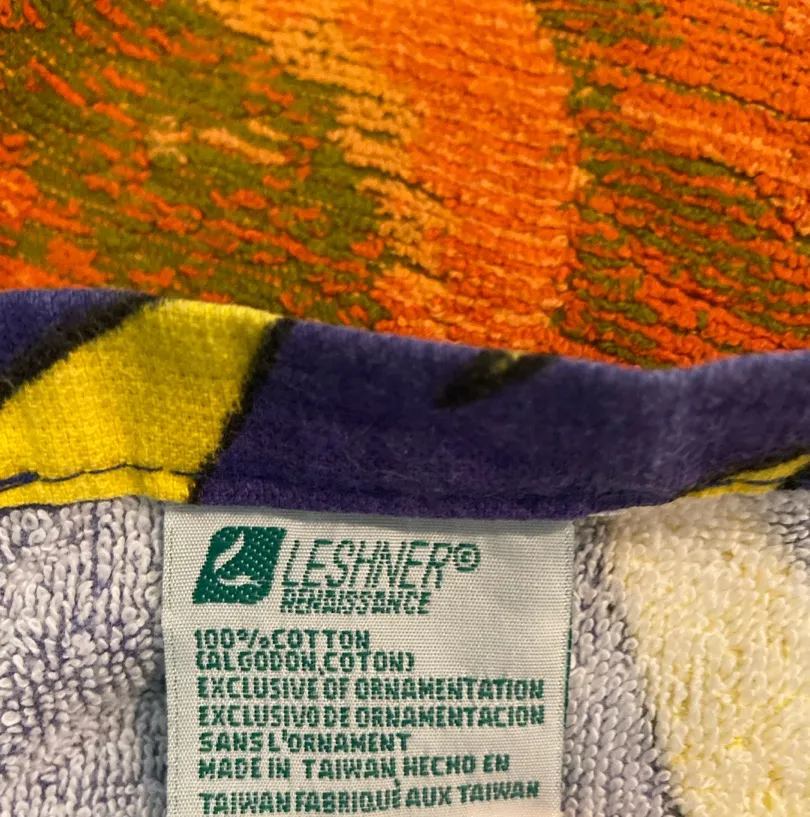 LESHNER®
RENAISSANCE
100% COTTON
(ALGODON, COTON)
EXCLUSIVE OF ORNAMENTATION
EXCLUSIVO DE ORNAMENTACION
SANS L'ORNAMENT
MADE IN TAIWAN HECHO EN
TAIWAN FABRIQUÈ AUX TAIWAN